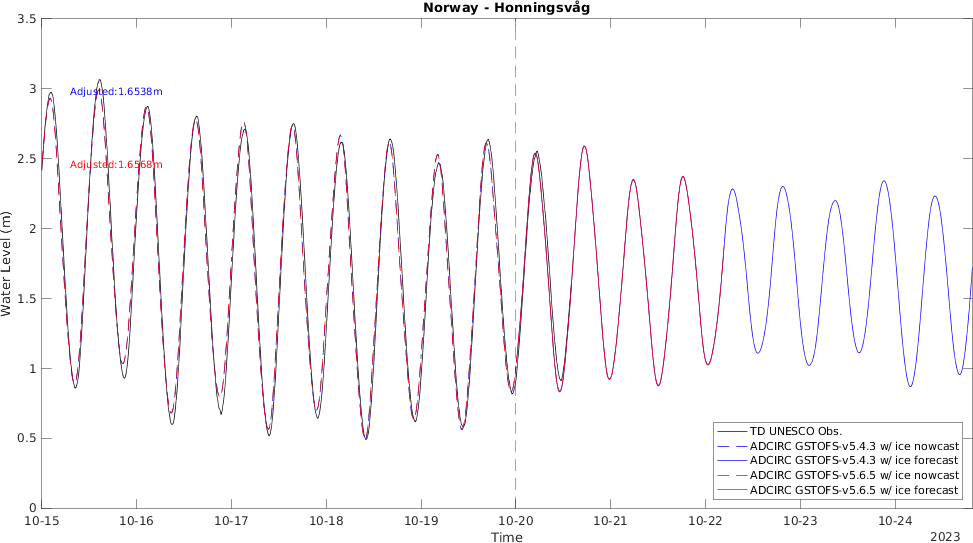 Norway - Honningsvåg
3.5
3
2.5
2
1.5
1
0.5
0
Water Level (m)
Adjusted:1.6538m
Adjusted:1.6568m
TD UNESCO Obs.
ADCIRC GSTOFS-v5.4.3 w/ ice nowcast
ADCIRC GSTOFS-v5.4.3 w/ ice forecast
ADCIRC GSTOFS-v5.6.5 w/ ice nowcast
ADCIRC GSTOFS-v5.6.5 w/ ice forecast
10-15 10-16 10-17 10-18 10-19 10-20 10-21 10-22 10-23 10-24
Time
2023